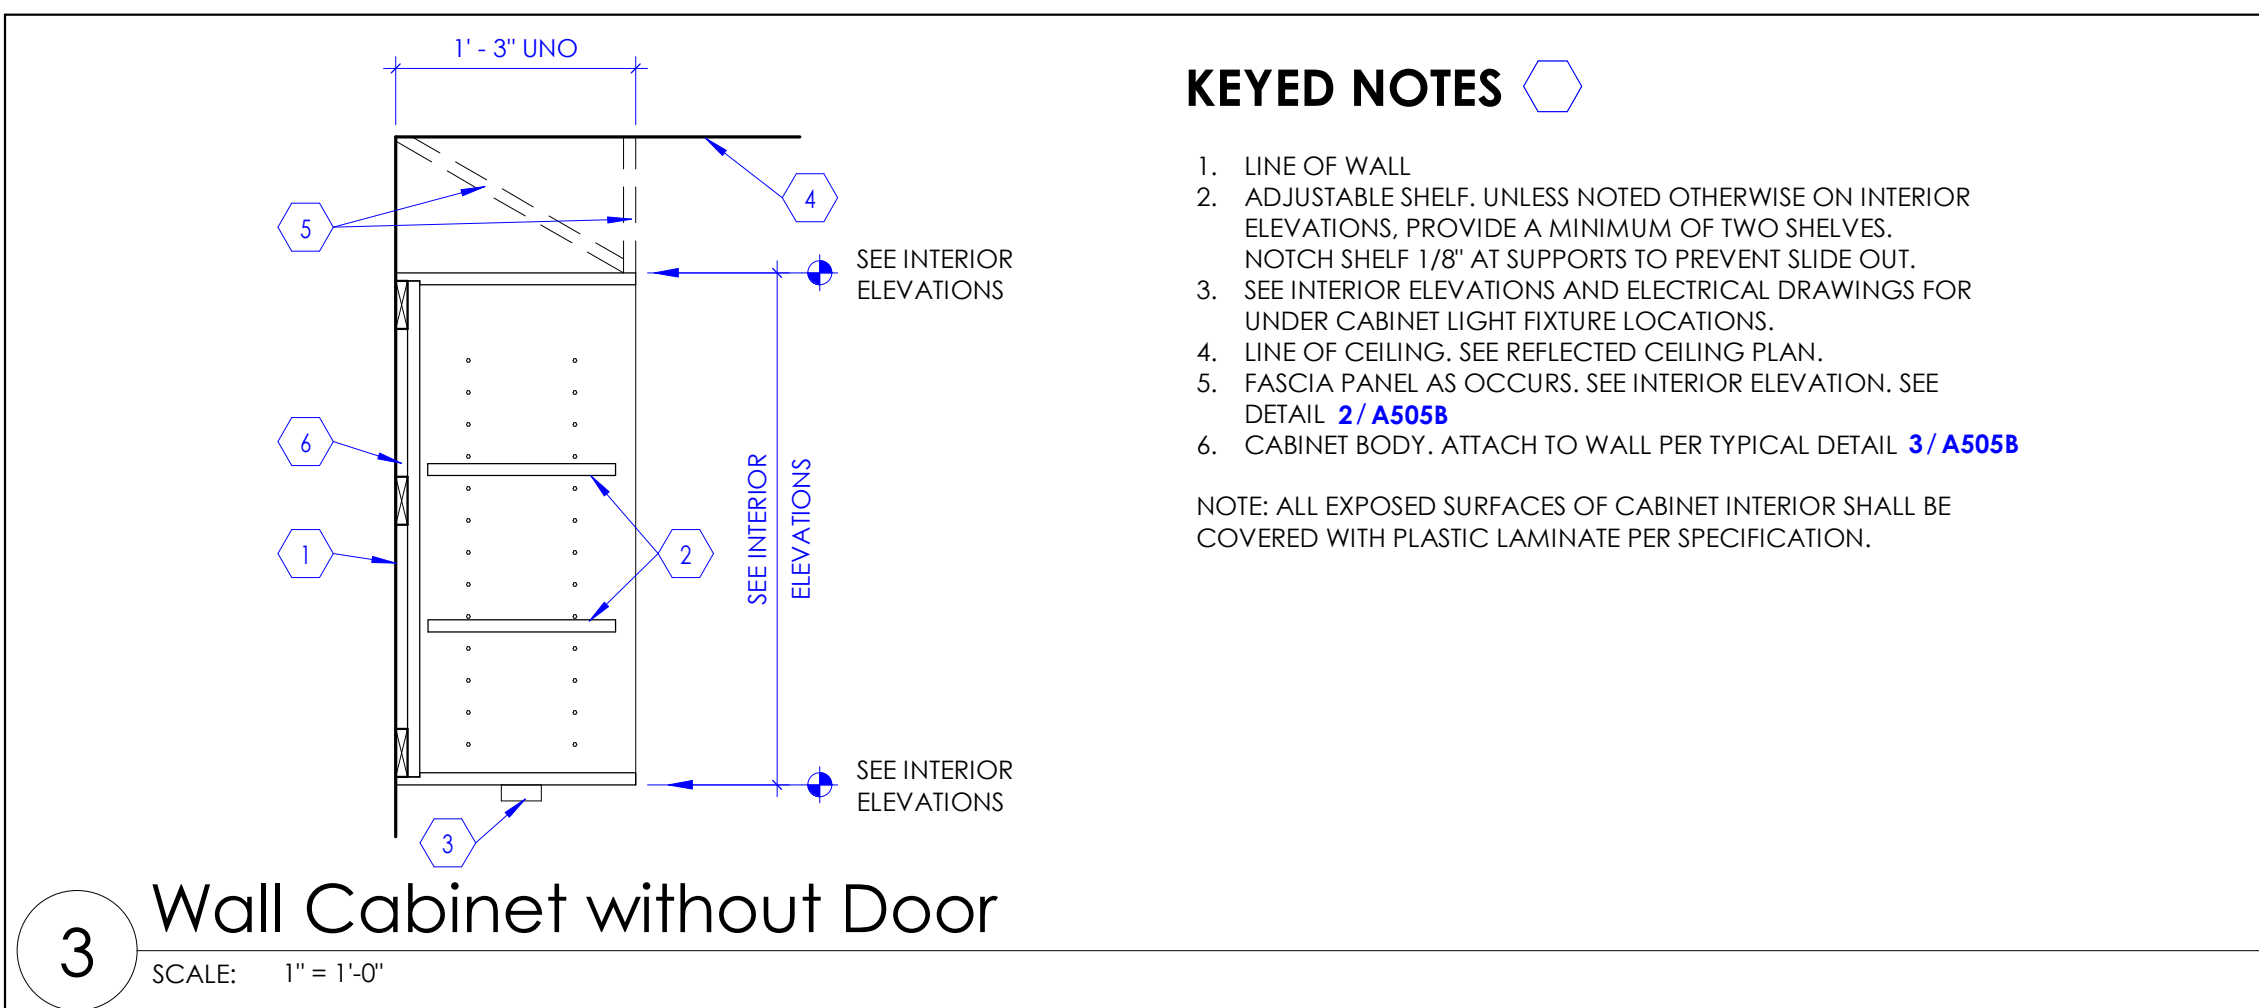 1' - 3" UNO
5
4
SEE INTERIOR
ELEVATIONS
6
1
2
SEE INTERIOR
ELEVATIONS
SEE INTERIOR
ELEVATIONS
3
3
Wall Cabinet without Door
SCALE: 1" = 1'-0"
KEYED NOTES
1. LINE OF WALL
2. ADJUSTABLE SHELF. UNLESS NOTED OTHERWISE ON INTERIOR
ELEVATIONS, PROVIDE A MINIMUM OF TWO SHELVES.
NOTCH SHELF 1/8" AT SUPPORTS TO PREVENT SLIDE OUT.
3. SEE INTERIOR ELEVATIONS AND ELECTRICAL DRAWINGS FOR
UNDER CABINET LIGHT FIXTURE LOCATIONS.
4. LINE OF CEILING. SEE REFLECTED CEILING PLAN.
5. FASCIA PANEL AS OCCURS. SEE INTERIOR ELEVATION. SEE
DETAIL 2/ A505B
6. CABINET BODY. ATTACH TO WALL PER TYPICAL DETAIL 3/ A505B
NOTE: ALL EXPOSED SURFACES OF CABINET INTERIOR SHALL BE
COVERED WITH PLASTIC LAMINATE PER SPECIFICATION.